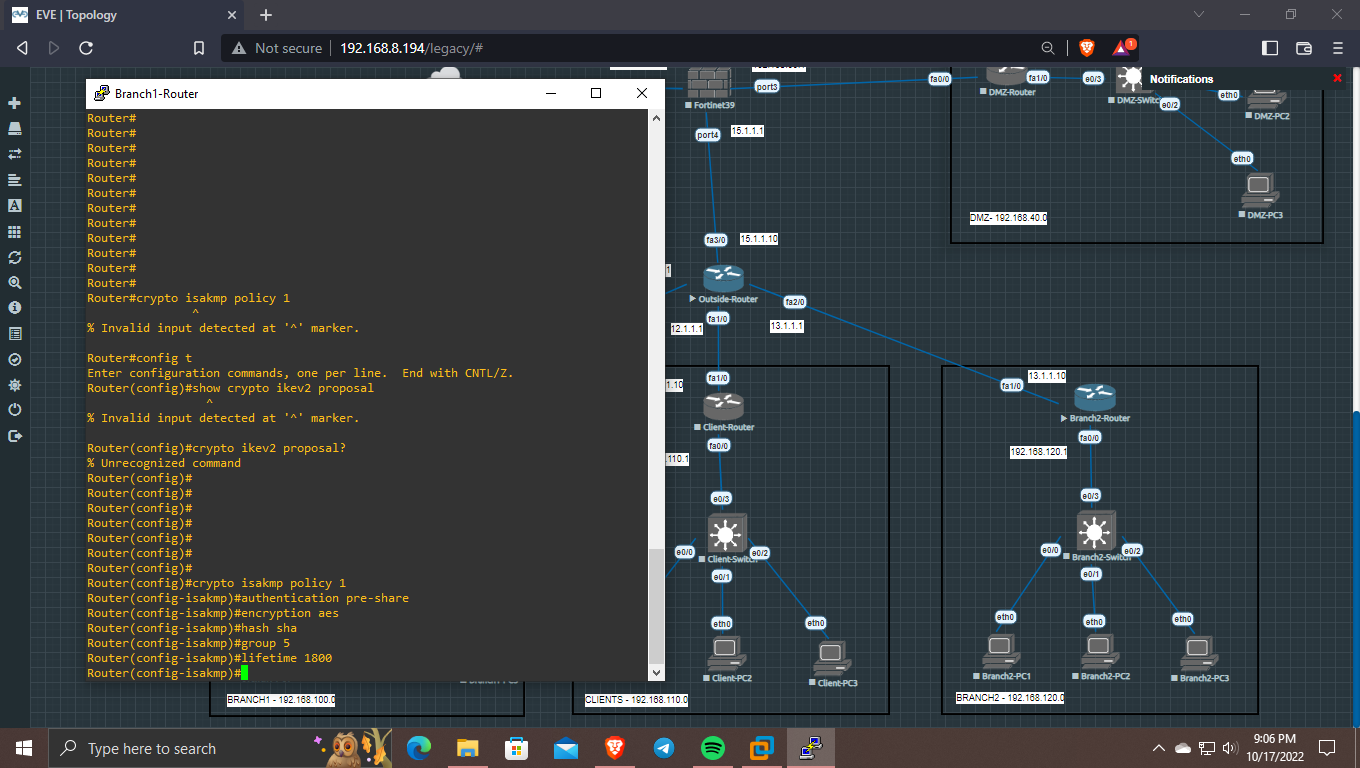 EVE | Topology
Not secure
192.168.8.194/legacy/#
1
Notifications
Branch1-Router
Router#
Router#
Router#
Router#
Router#
Router#
Router#
Router#
Router#
Router#
Router#
Router#
Router#crypto isakmp policy 1
^
% Invalid input detected at '^' marker.
Router#config t
Enter configuration commands, one per line.  End with CNTL/Z.
Router(config)#show crypto ikev2 proposal
^
% Invalid input detected at '^' marker.
Router(config)#crypto ikev2 proposal?
% Unrecognized command
Router(config)#
Router(config)#
Router(config)#
Router(config)#
Router(config)#
Router(config)#
Router(config)#
Router(config)#crypto isakmp policy 1
Router(config-isakmp)#authentication pre-share
Router(config-isakmp)#encryption aes
Router(config-isakmp)#hash sha
Router(config-isakmp)#group 5
Router(config-isakmp)#lifetime 1800
Router(config-isakmp)#
port3
Fortinet39
port4
15.1.1.1
fa0/0
DMZ-Router
fa1/0
e0/3
DMZ-SWitch
e0/2
eth0
DMZ-PC2
eth0
DMZ-PC3
DMZ- 192.168.40.0
fa3/0
15.1.1.10
Outside-Router
fa2/0
fa1/0
12.1.1.1
13.1.1.1
fa1/0
1.10
Client-Router
fa0/0
.110.1
e0/3
e0/0
Client-Switch
e0/2
e0/1
eth0
eth0
Client-PC2
Client-PC3
CLIENTS - 192.168.110.0
13.1.1.10
fa1/0
Branch2-Router
fa0/0
192.168.120.1
e0/3
e0/0
Branch2-Switch
e0/2
e0/1
eth0
eth0
eth0
Branch2-PC1
Branch2-PC2
Branch2-PC3
BRANCH2 - 192.168.120.0
BRANCH1 - 192.168.100.0
Type here to search
9:06 PM
10/17/2022